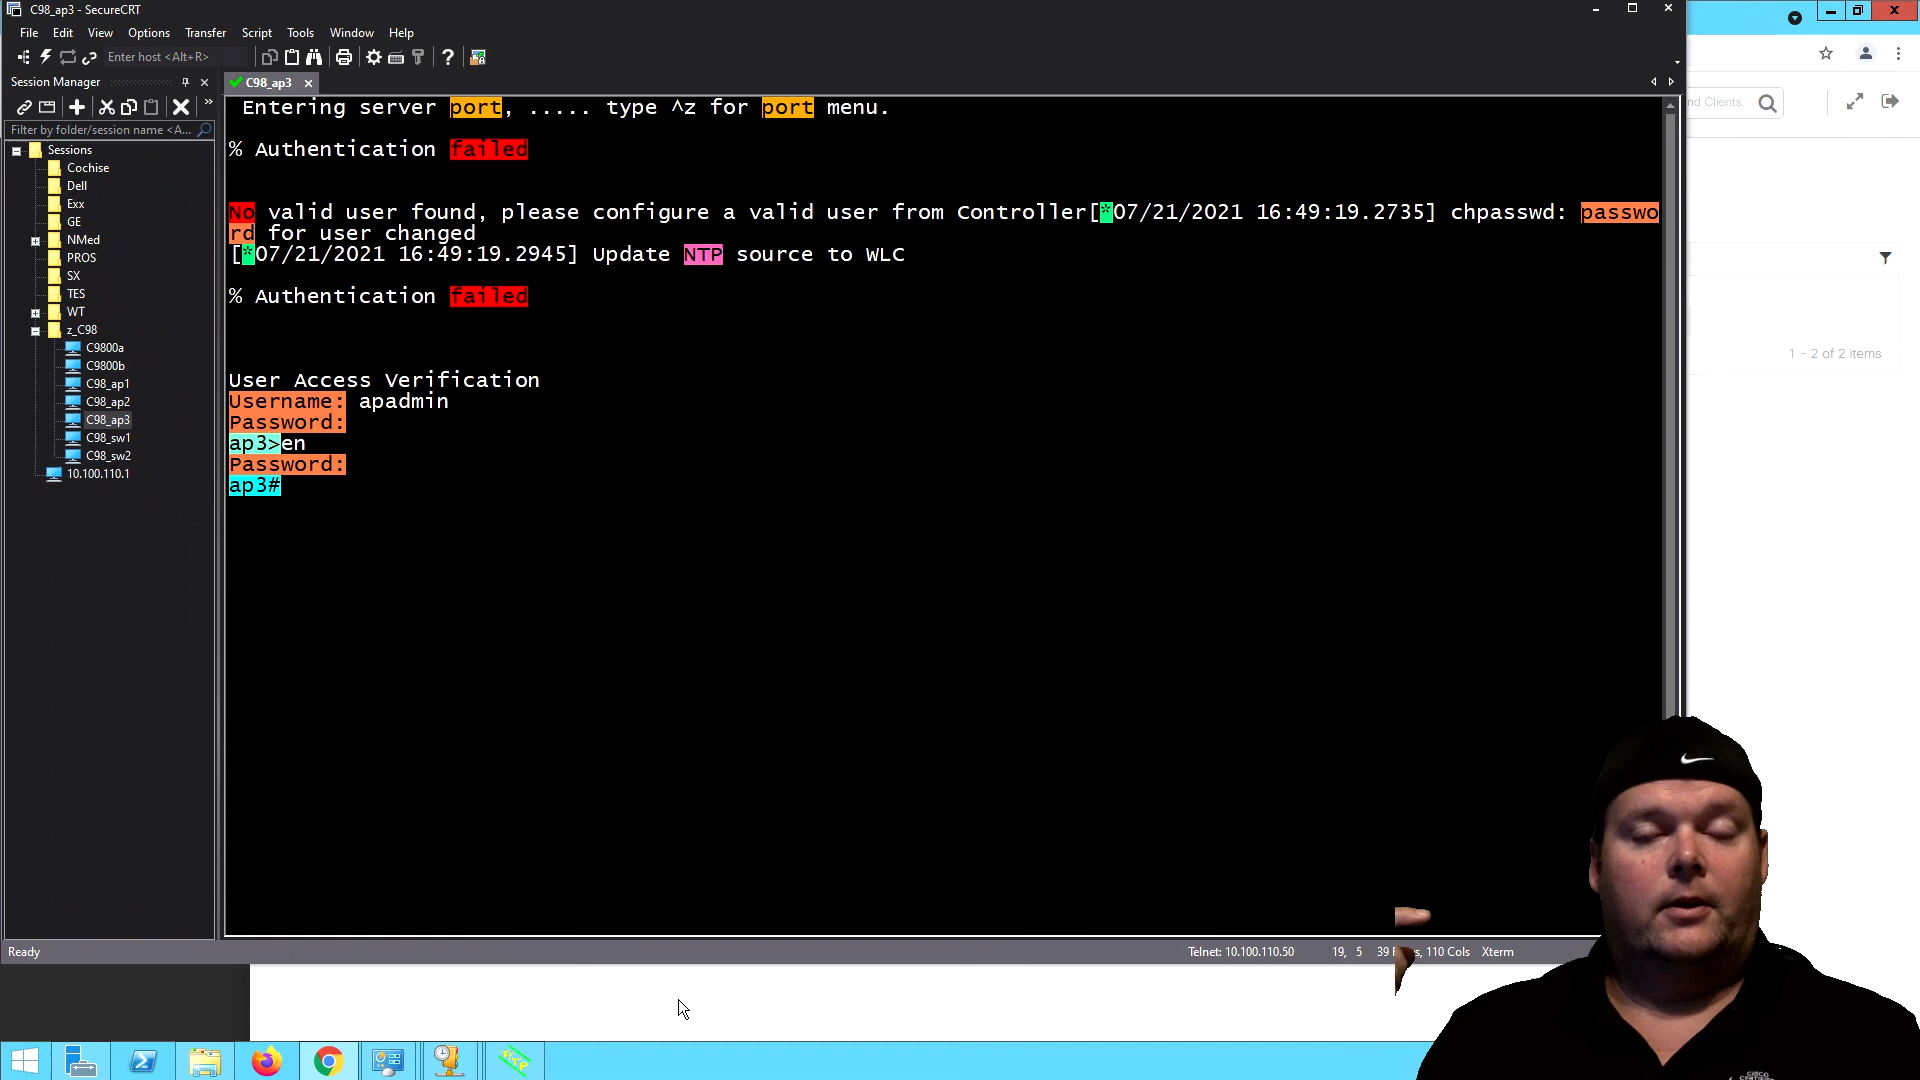 C98_ap3 - SecureCRT
File Edit View Options Transfer Script Tools Window Help
Enter host <Alt+R>
Session Manager
C98_ap3
Filter by folder/session name <A...
Sessions
Cochise
Dell
Exx
GE
NMed
PROS
SX
TES
WT
z_C98
C9800a
C9800b
C98_ap1
C98_ap2
C98_ap3
C98_sw1
C98_sw2
10.100.110.1
Entering server port, ..... type ^z for port menu.
% Authentication failed
No valid user found, please configure a valid user from Controller[*07/21/2021 16:49:19.2735] chpasswd: passwo
rd for user changed
[*07/21/2021 16:49:19.2945] Update NTP source to WLC
% Authentication failed
User Access Verification
Username: apadmin
Password:
ap3>en
Password:
ap3#
Clients
1 - 2 of 2 items
Ready
Telnet: 10.100.110.50 19, 5 39 110 Cols Xterm
CISCO
CERTIFIED